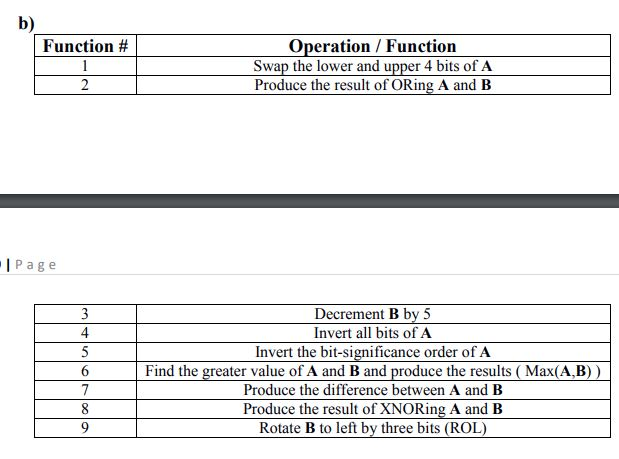 b)
Function # Operation / Function
1 Swap the lower and upper 4 bits of A
2 Produce the result of ORing A and B
| Page
3 Decrement B by 5
4 Invert all bits of A
5 Invert the bit-significance order of A
6 Find the greater value of A and B and produce the results ( Max(A,B) )
7 Produce the difference between A and B
8 Produce the result of XNORing A and B
9 Rotate B to left by three bits (ROL)